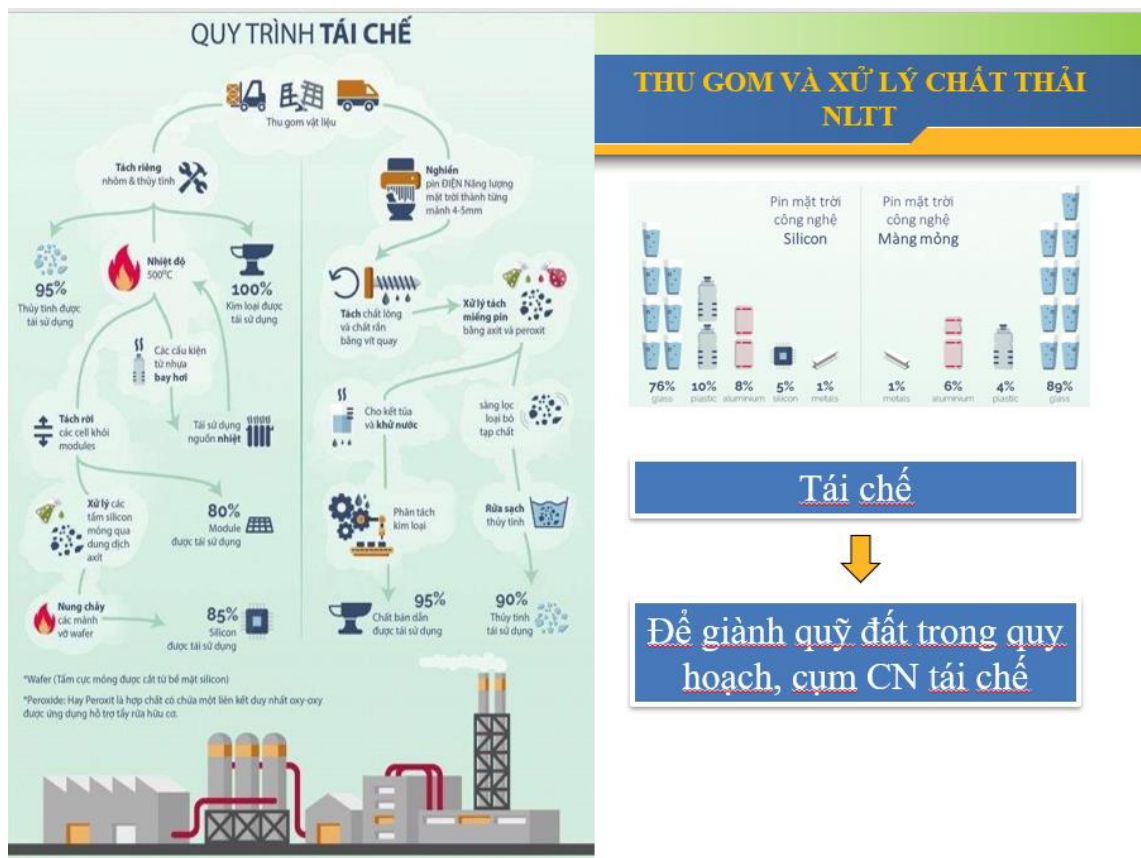 QUY TRÌNH TÁI CHẾ
Thu gom vật liệu
Tách riêng
nhôm & thủy tinh
95%
Thủy tinh được
tái sử dụng
Nhiệt độ
500°C
100%
Kim loại được
tái sử dụng
Các cấu kiện
từ nhựa
bay hơi
Tách rời
các cell khỏi
modules
Tái sử dụng
nguồn nhiệt
Xử lý các
tấm silicon
mỏng qua
dung dịch
axít
80%
Module
được tái sử dụng
Nung chảy
các mảnh
vỡ wafer
85%
Silicon
được tái sử dụng
Nghiền
pin ĐIỆN Năng lượng
mặt trời thành từng
mảnh 4-5mm
Tách chất lỏng
và chất rắn
bằng vít quay
Xử lý tách
miếng pin
bằng axit và peroxit
Cho kết tủa
và khử nước
sàng lọc
loại bỏ
tạp chất
Phân tách
kim loại
Rửa sạch
thủy tinh
95%
Chất bán dẫn
được tái sử dụng
90%
Thủy tinh
tái sử dụng
*Wafer (Tấm cực mỏng được cắt từ bề mặt silicon)
*Peroxide: Hay Peroxit là hợp chất có chứa một liên kết duy nhất oxy-oxy
được ứng dụng hỗ trợ tẩy rửa hữu cơ.
THU GOM VÀ XỬ LÝ CHẤT THẢI
NLTT
Pin mặt trời
công nghệ
Silicon
Pin mặt trời
công nghệ
Màng mỏng
76% 10% 8% 5% 1% 1% 6% 4% 89%
glass plastic aluminium silicon metals metals aluminium plastic glass
Tái chế
Để giành quỹ đất trong quy
hoạch, cụm CN tái chế